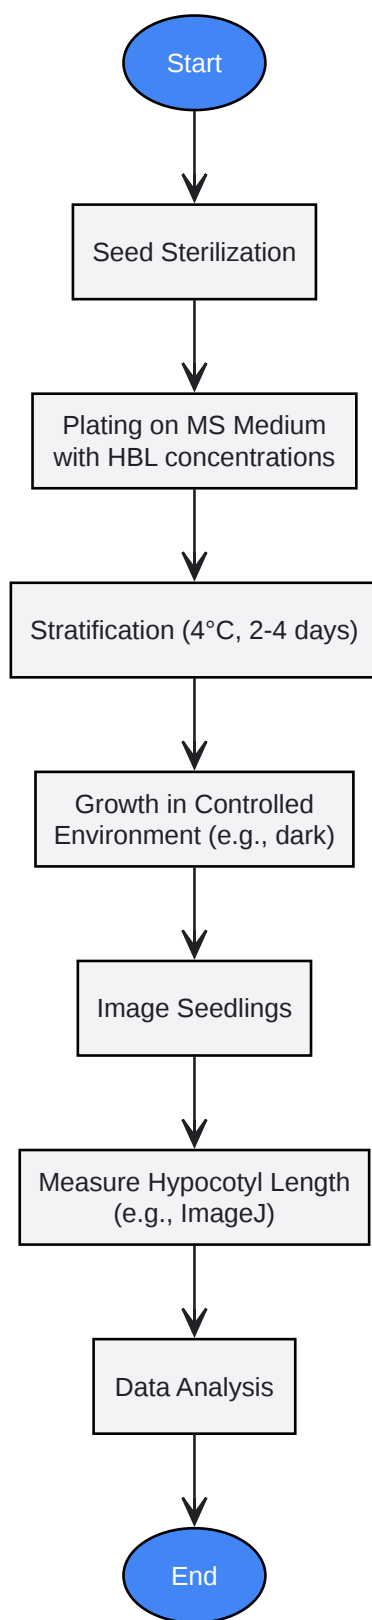 Start
Seed Sterilization
Plating on MS Medium
with HBL concentrations
Stratification (4°C, 2-4 days)
Growth in Controlled
Environment (e.g., dark)
Image Seedlings
Measure Hypocotyl Length
(e.g., ImageJ)
Data Analysis
End